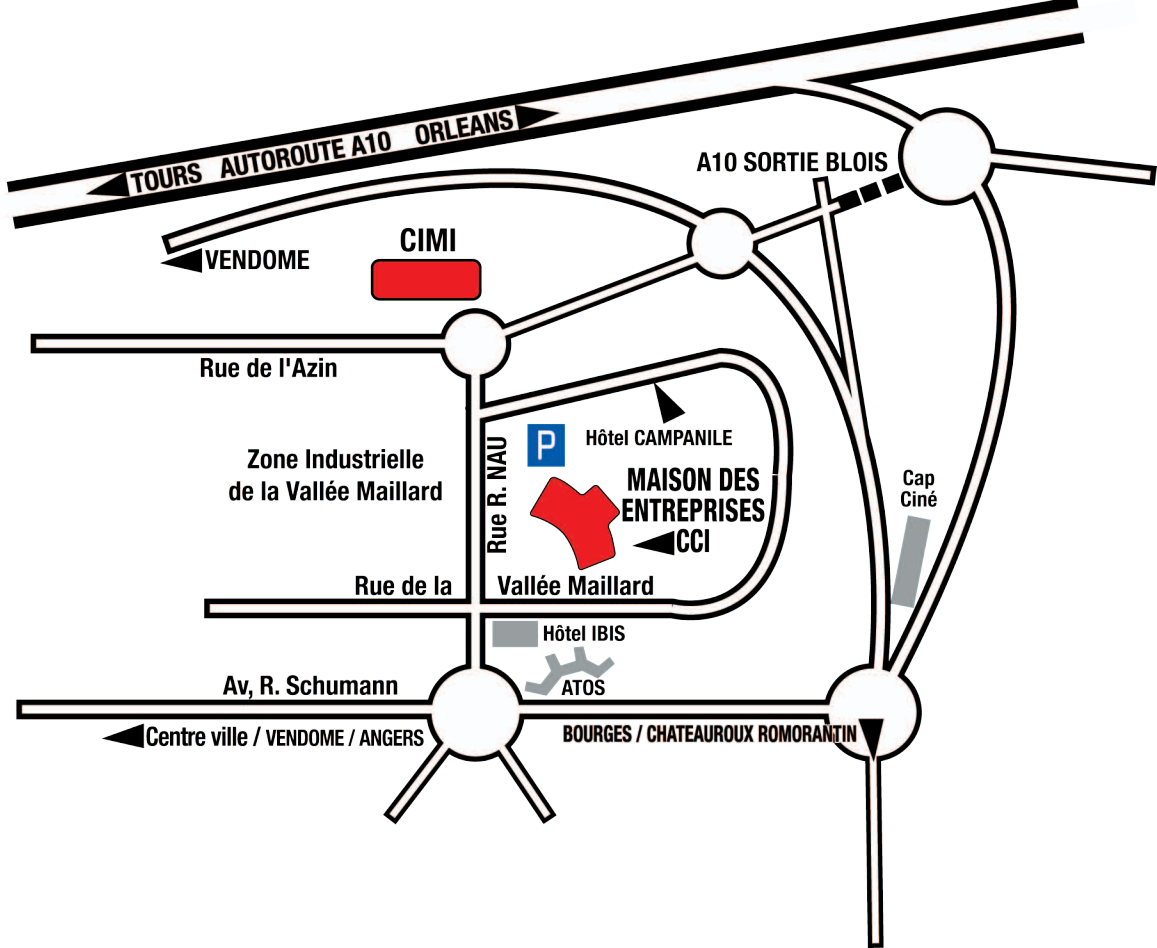 TOURS AUTOROUTE A10 ORLEANS
A10 SORTIE BLOIS
VENDOME
CIMI
Rue de l'Azin
Hôtel CAMPANILE
P
Zone Industrielle
de la Vallée Maillard
Rue R. NAU
MAISON DES
ENTREPRISES
CCI
Cap
Ciné
Rue de la Vallée Maillard
Hôtel IBIS
ATOS
Av, R. Schumann
Centre ville / VENDOME / ANGERS
BOURGES / CHATEAUROUX ROMORANTIN